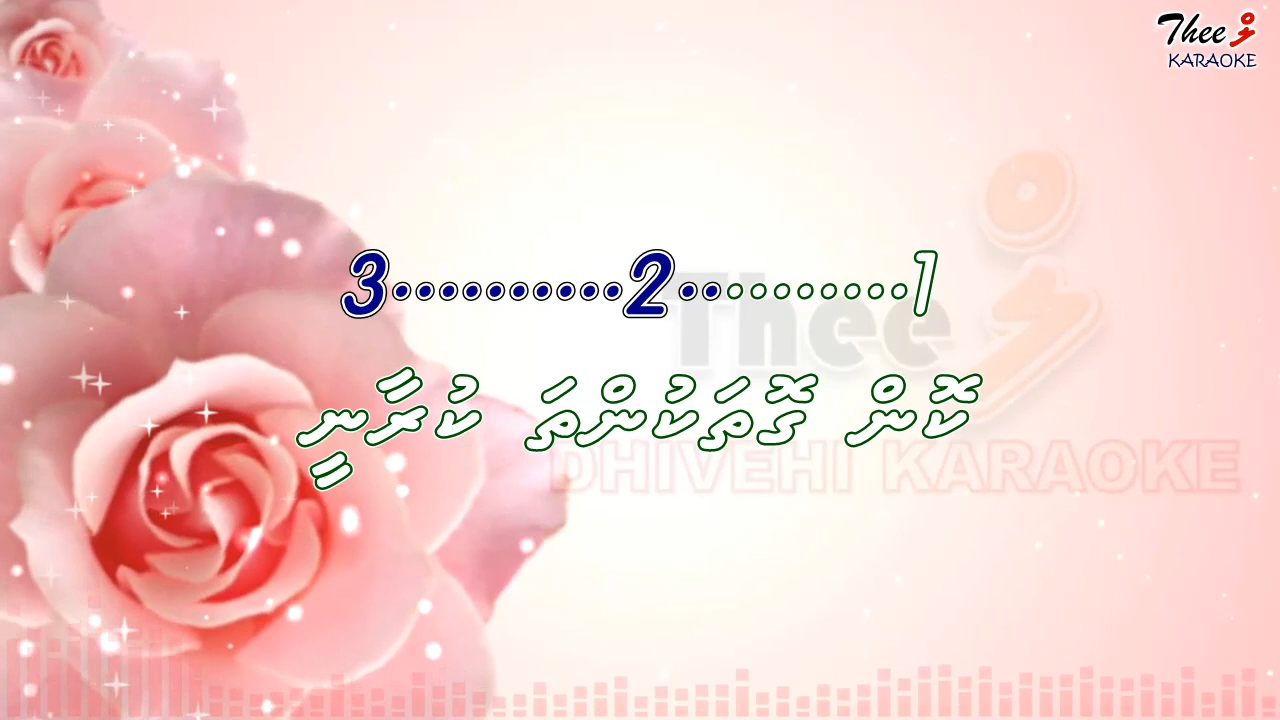 Thee މު
KARAOKE
3..........2..........1
Thee މު
ކޮން ގޮތަކުންތަ ކުރާނީ
DHIVEHI KARAOKE